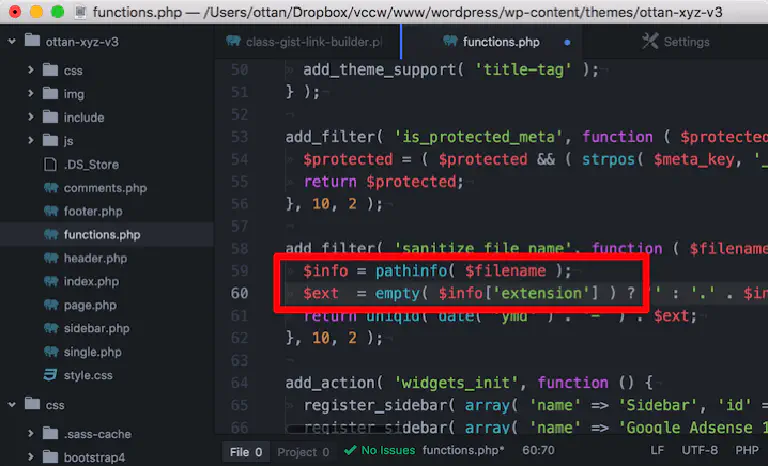 functions.php — /Users/ottan/Dropbox/vccw/www/wordpress/wp-content/themes/ottan-xyz-v3
ottan-xyz-v3
css
img
include
js
.DS_Store
comments.php
footer.php
functions.php
header.php
index.php
page.php
sidebar.php
single.php
style.css
css
.sass-cache
bootstrap4
class-gist-link-builder.pl
functions.php
Settings
50 add_theme_support( 'title-tag' );
51 } );
52
53 add_filter( 'is_protected_meta', function ( $protected
54 $protected = ( $protected && ( strpos( $meta_key, '_
55 return $protected;
56 }, 10, 2 );
57
58 add_filter( 'sanitize_file_name', function ( $filename
59 $info = pathinfo( $filename );
60 $ext = empty( $info['extension'] ) ? '' : '.' . $in
61 return uniqid( date( 'ymd' ) . '-' ) . $ext;
62 }, 10, 2 );
63
64 add_action( 'widgets_init', function () {
65 register_sidebar( array( 'name' => 'Sidebar', 'id' =
66 register_sidebar( array( 'name' => 'Google Adsense 1
File 0 Project 0 No Issues functions.php* 60:70 LF UTF-8 PHP